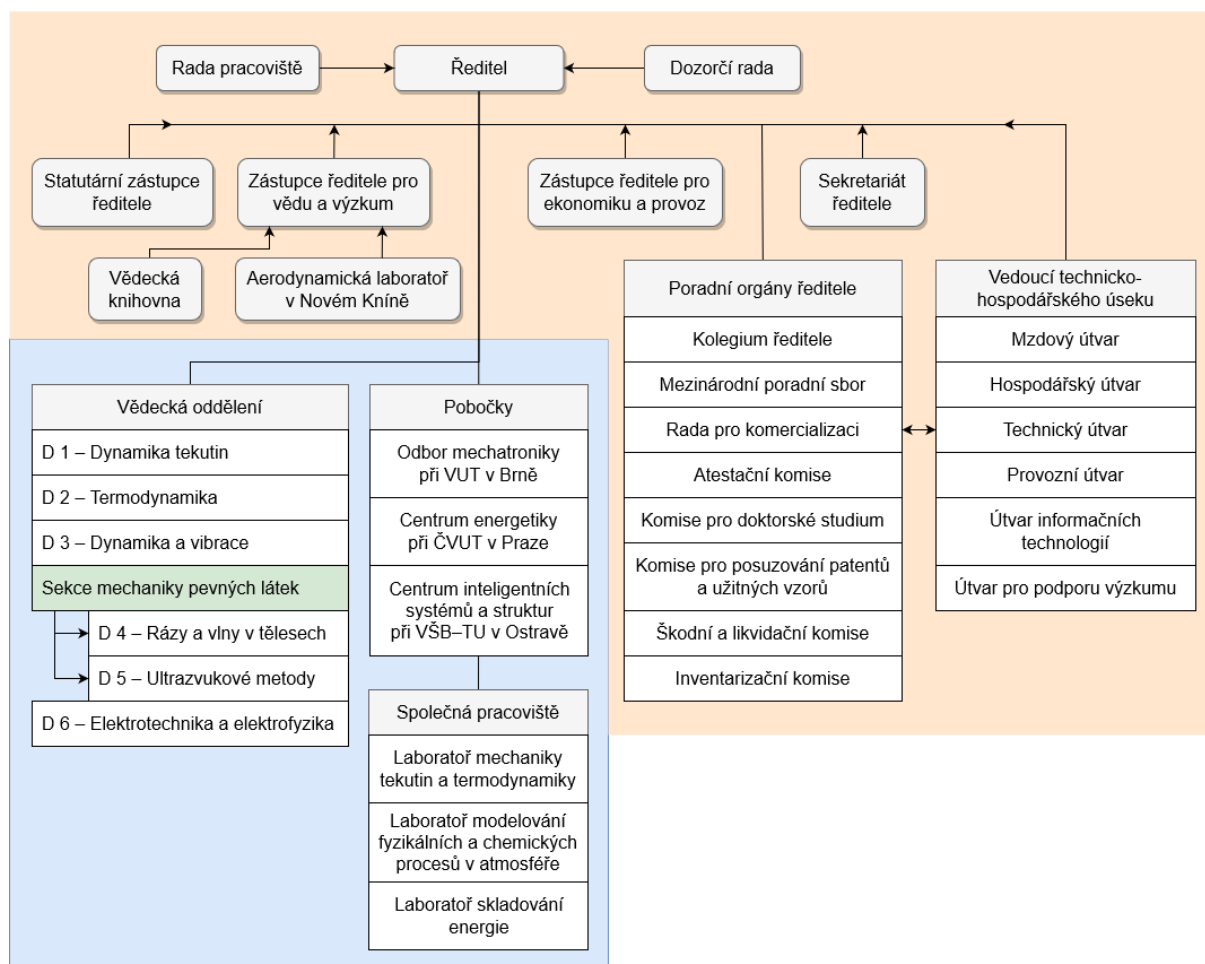 Rada pracoviště
Ředitel
Dozorčí rada
Statutární zástupce
ředitele
Zástupce ředitele pro
vědu a výzkum
Zástupce ředitele pro
ekonomiku a provoz
Sekretariát
ředitele
Vědecká
knihovna
Aerodynamická laboratoř
v Novém Kníně
Poradní orgány ředitele
Kolegium ředitele
Mezinárodní poradní sbor
Rada pro komercializaci
Atestační komise
Komise pro doktorské studium
Komise pro posuzování patentů
a užitných vzorů
Škodní a likvidační komise
Inventarizační komise
Vedoucí technicko-
hospodářského úseku
Mzdový útvar
Hospodářský útvar
Technický útvar
Provozní útvar
Útvar informačních
technologií
Útvar pro podporu výzkumu
Vědecká oddělení
D 1 – Dynamika tekutin
D 2 – Termodynamika
D 3 – Dynamika a vibrace
Sekce mechaniky pevných látek
D 4 – Rázy a vlny v tělesech
D 5 – Ultrazvukové metody
D 6 – Elektrotechnika a elektrofyzika
Pobočky
Odbor mechatroniky
při VUT v Brně
Centrum energetiky
při ČVUT v Praze
Centrum inteligentních
systémů a struktur
při VŠB–TU v Ostravě
Společná pracoviště
Laboratoř mechaniky
tekutin a termodynamiky
Laboratoř modelování
fyzikálních a chemických
procesů v atmosféře
Laboratoř skladování
energie